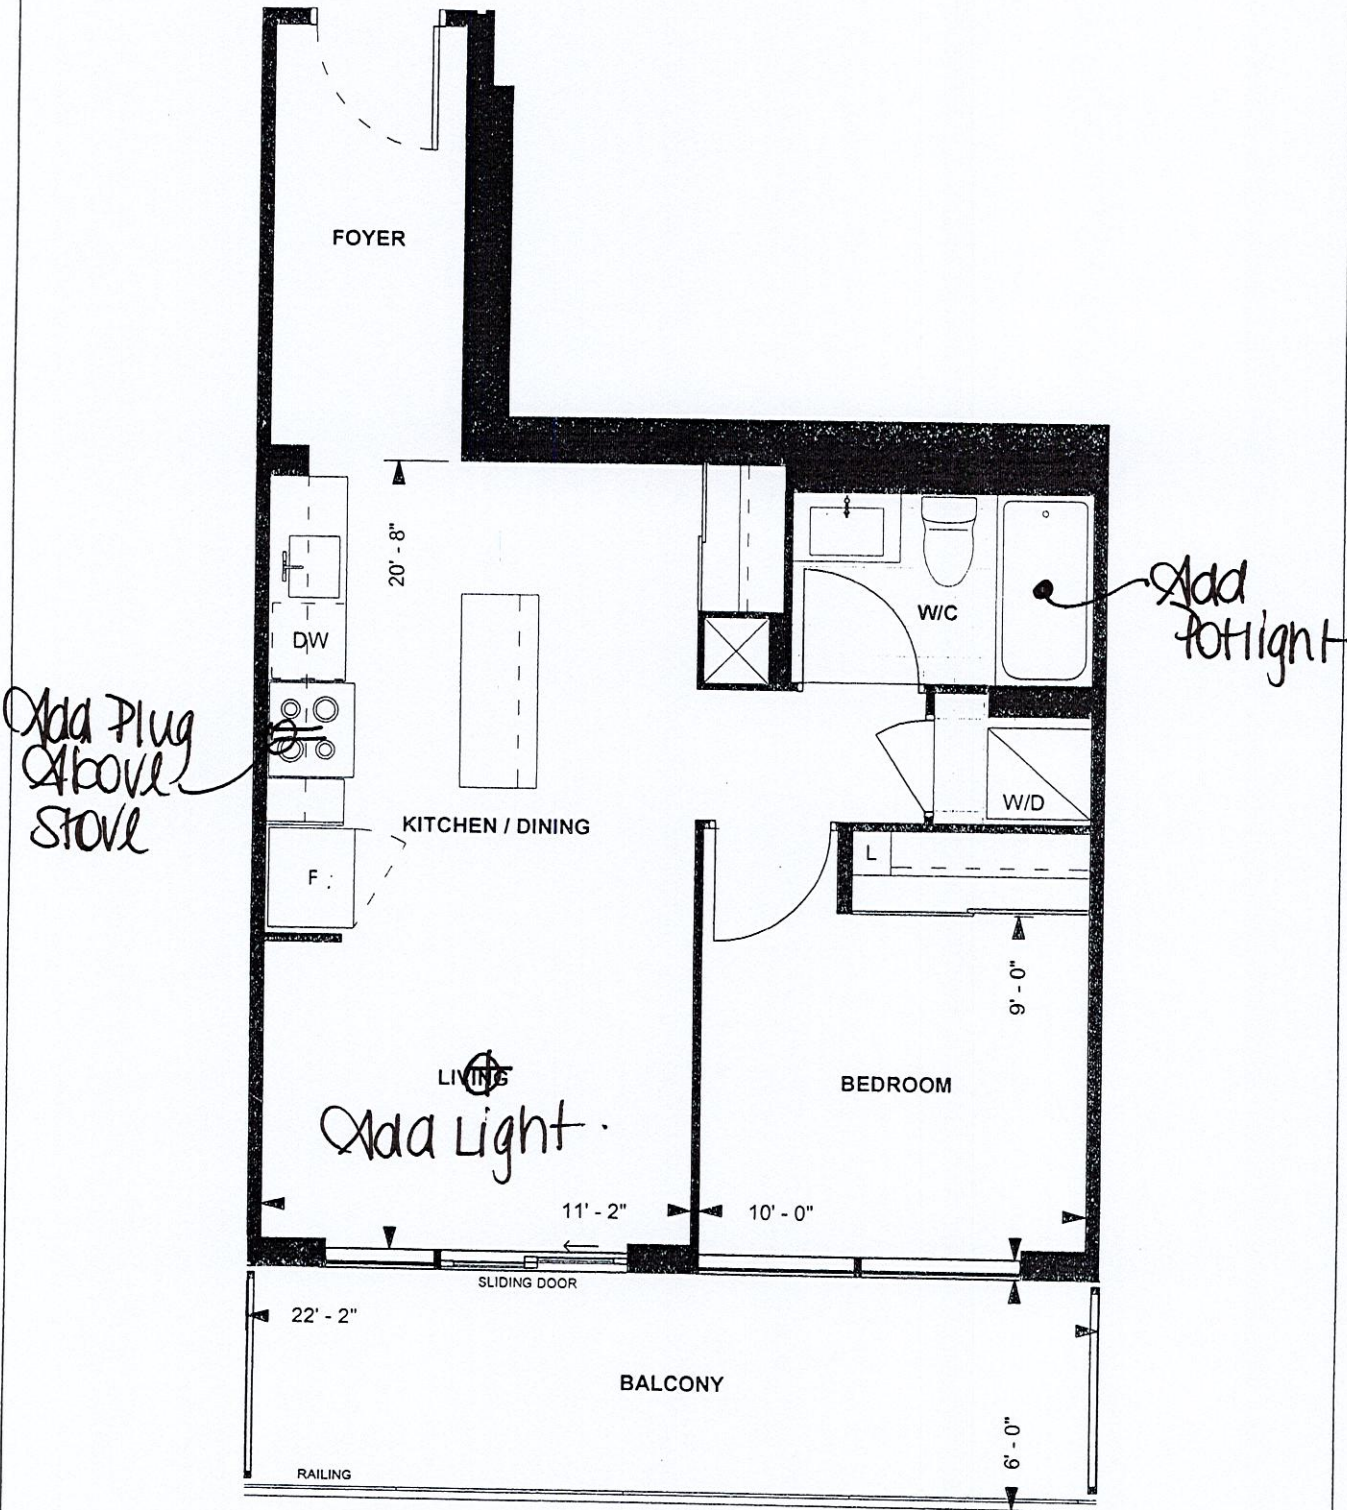 FOYER
20' - 8"
DW
W/C
Add
Potlight
Add Plug
Above
Stove
W/D
KITCHEN / DINING
L
F
9' - 0"
LIVING
BEDROOM
Add Light.
11' - 2"
10' - 0"
SLIDING DOOR
22' - 2"
BALCONY
6' - 0"
RAILING